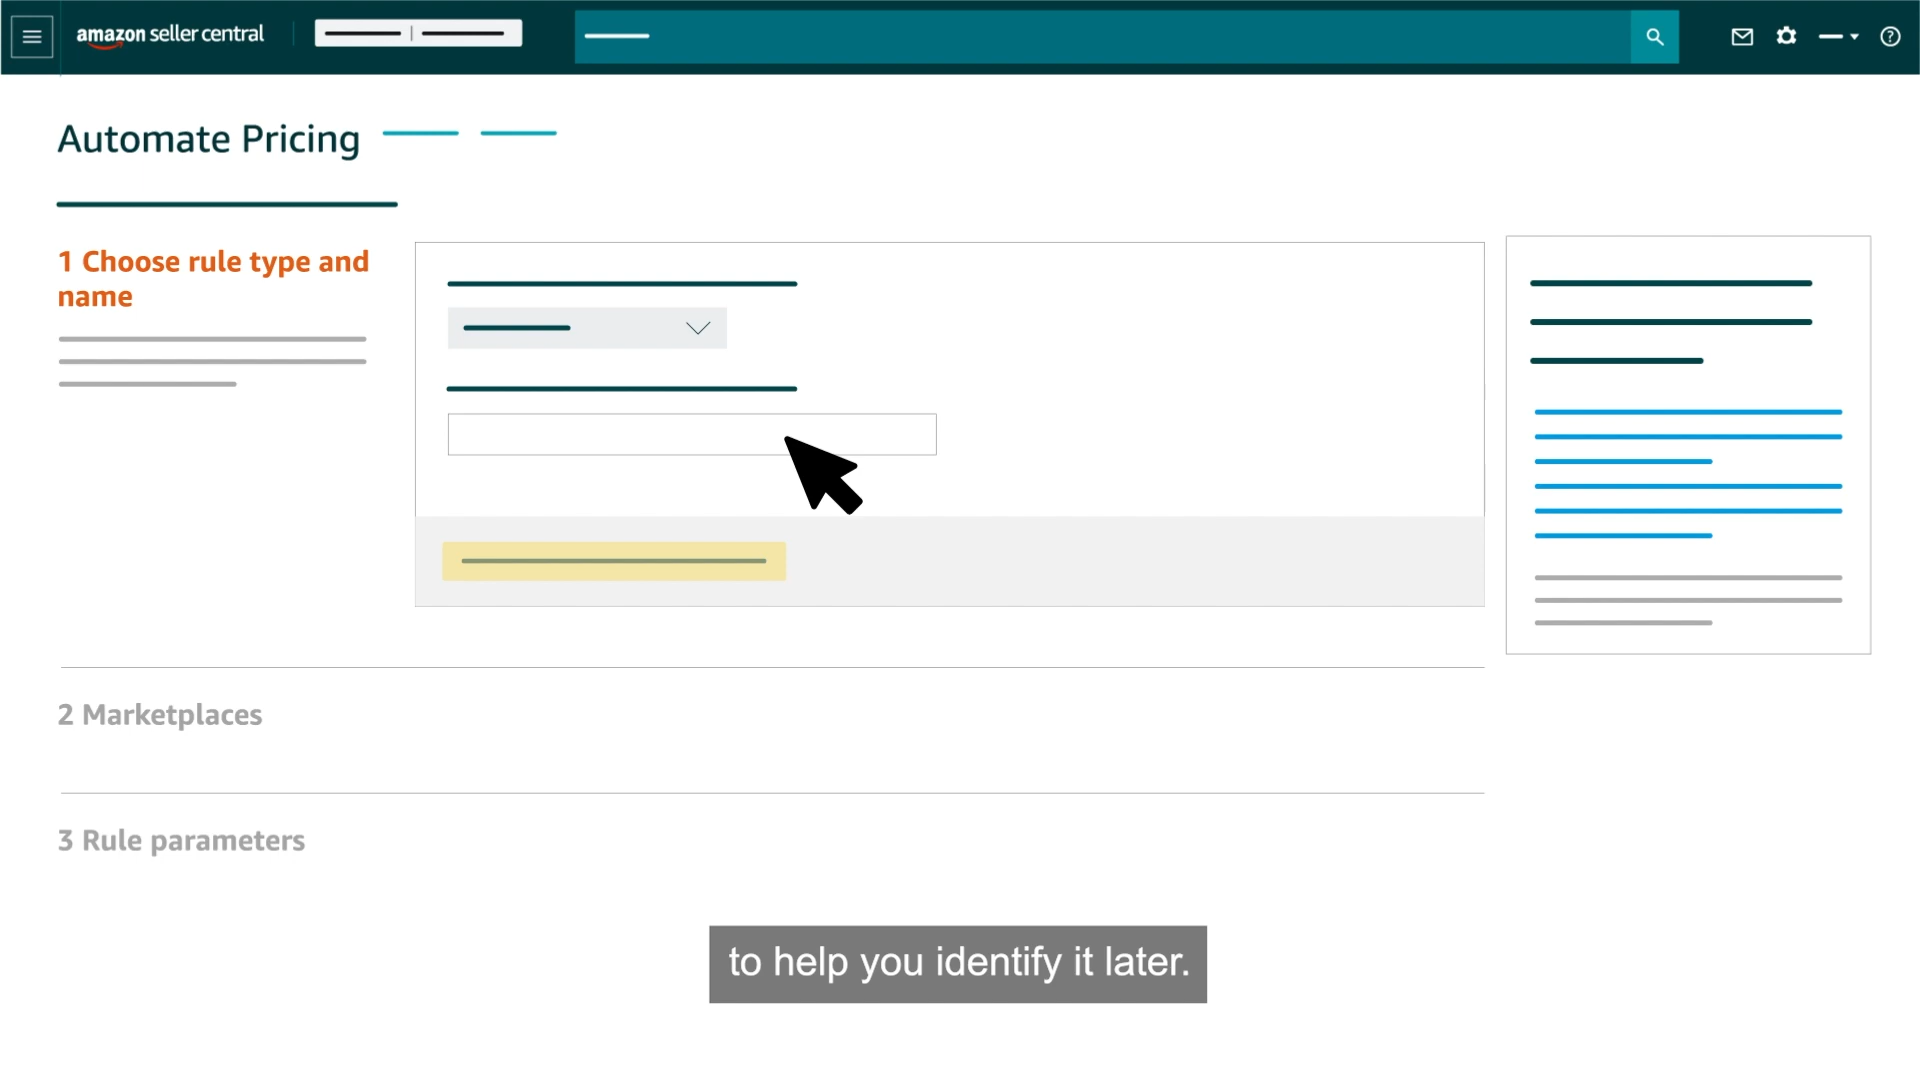 amazon seller central
Automate Pricing
1 Choose rule type and
name
2 Marketplaces
3 Rule parameters
to help you identify it later.